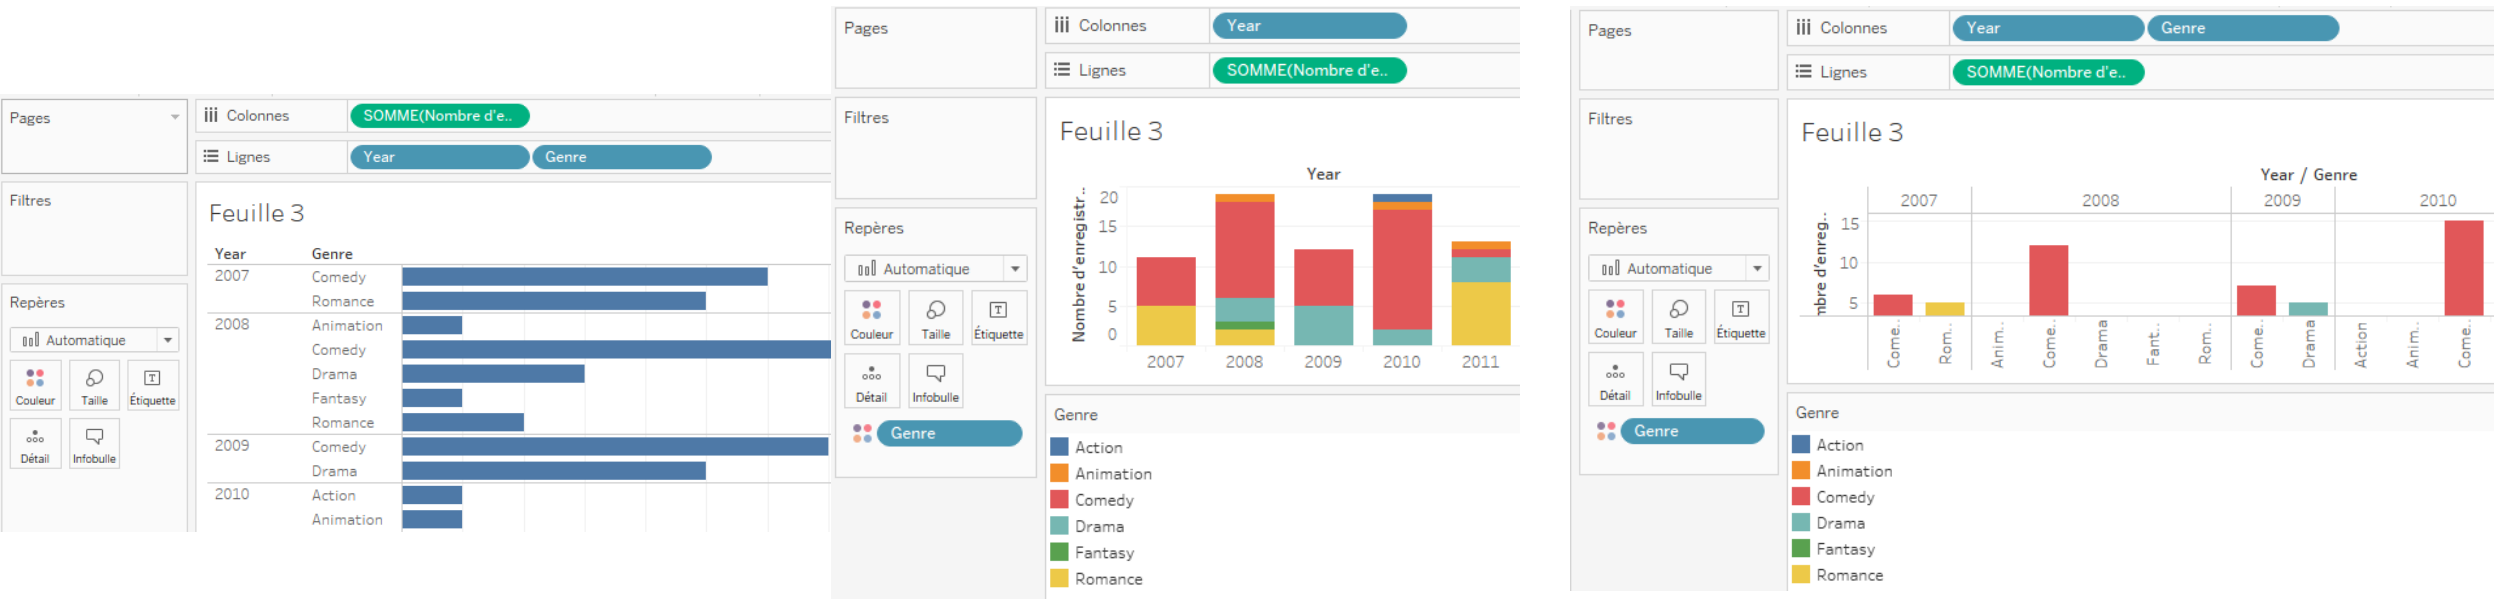 Pages
Colonnes
SOMME(Nombre d'e..
Lignes
Year
Genre
Filtres
Feuille 3
Year Genre
2007 Comedy
Romance
2008 Animation
Comedy
Drama
Fantasy
Romance
2009 Comedy
Drama
2010 Action
Animation
Repères
Automatique
Couleur Taille Étiquette
Détail Infobulle
Pages
Colonnes
Year
Lignes
SOMME(Nombre d'e..
Filtres
Feuille 3
Year
Nombre d'enregistr..
20
15
10
5
0
2007 2008 2009 2010 2011
Repères
Automatique
Couleur Taille Étiquette
Détail Infobulle
Genre
Genre
Action
Animation
Comedy
Drama
Fantasy
Romance
Pages
Colonnes
Year
Genre
Lignes
SOMME(Nombre d'e..
Filtres
Feuille 3
Year / Genre
2007 2008 2009 2010
mbre d'enreg..
15
10
5
Come.. Rom.. Anim.. Come.. Drama Fant.. Rom.. Come.. Drama Action Anim.. Come..
Repères
Automatique
Couleur Taille Étiquette
Détail Infobulle
Genre
Genre
Action
Animation
Comedy
Drama
Fantasy
Romance